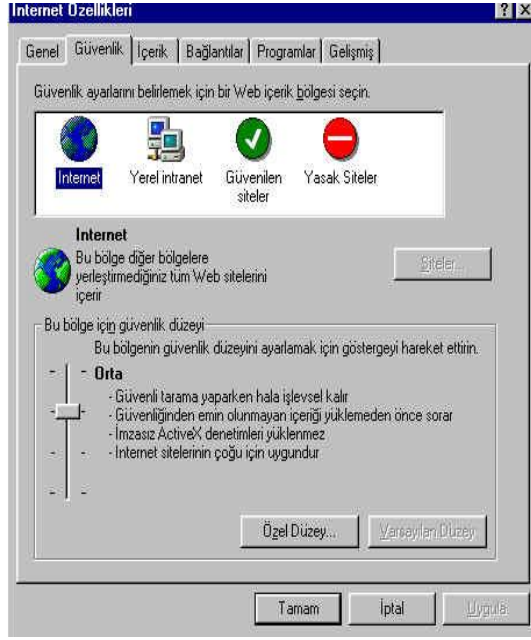 Internet Özellikleri
Genel Güvenlik İçerik Bağlantılar Programlar Gelişmiş
Güvenlik ayarlarını belirlemek için bir Web içerik bölgesi seçin.
Internet Yerel intranet Güvenilen siteler Yasak Siteler
Internet
Bu bölge diğer bölgelere
yerleştirmediğiniz tüm Web sitelerini
içerir
Siteler...
Bu bölge için güvenlik düzeyi
Bu bölgenin güvenlik düzeyini ayarlamak için göstergeyi hareket ettirin.
Orta
- Güvenli tarama yaparken hala işlevsel kalır
- Güvenliğinden emin olunmayan içeriği yüklemeden önce sorar
- İmzasız ActiveX denetimleri yüklenmez
- Internet sitelerinin çoğu için uygundur
Özel Düzey... Varsayılan Düzey
Tamam İptal Uygula